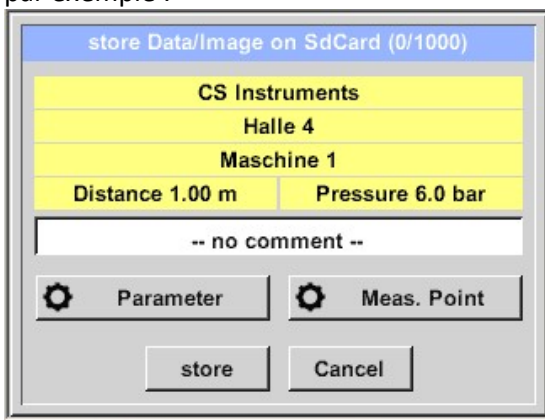 par exemple :
store Data/Image on SdCard (0/1000)
CS Instruments
Halle 4
Maschine 1
Distance 1.00 m Pressure 6.0 bar
-- no comment --
Parameter Meas. Point
store Cancel